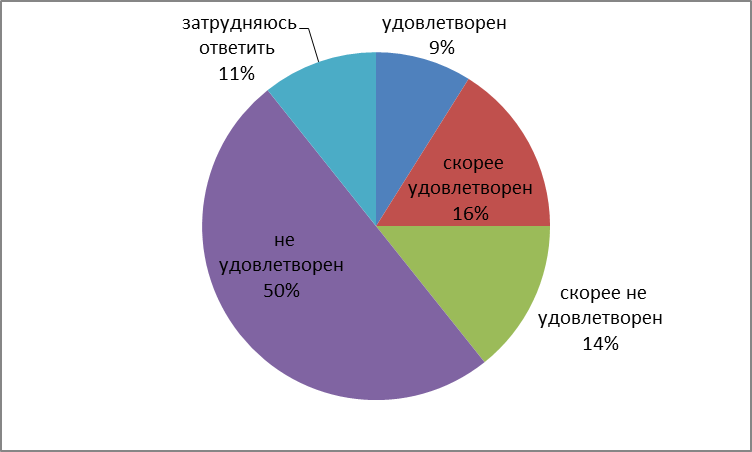 затрудняюсь
ответить
11%
удовлетворен
9%
скорее
удовлетворен
16%
не
удовлетворен
50%
скорее не
удовлетворен
14%